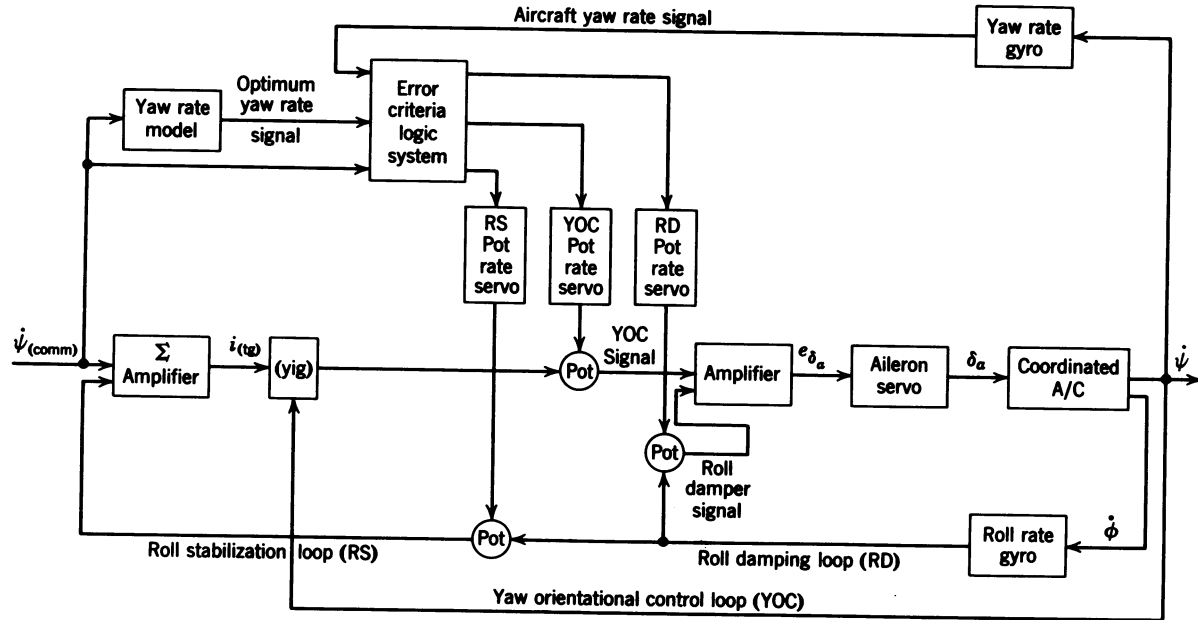 Aircraft yaw rate signal
Yaw rate
gyro
Optimum
yaw rate
signal
Yaw rate
model
Error
criteria
logic
system
RS
Pot
rate
servo
YOC
Pot
rate
servo
RD
Pot
rate
servo
ψ̇(comm)
Σ
Amplifier
i(tg)
(yig)
Pot
YOC
Signal
Amplifier
eδa
Aileron
servo
δa
Coordinated
A/C
ψ̇
Pot
Roll
damper
signal
Pot
Roll stabilization loop (RS)
Roll damping loop (RD)
Roll rate
gyro
ϕ̇
Yaw orientational control loop (YOC)